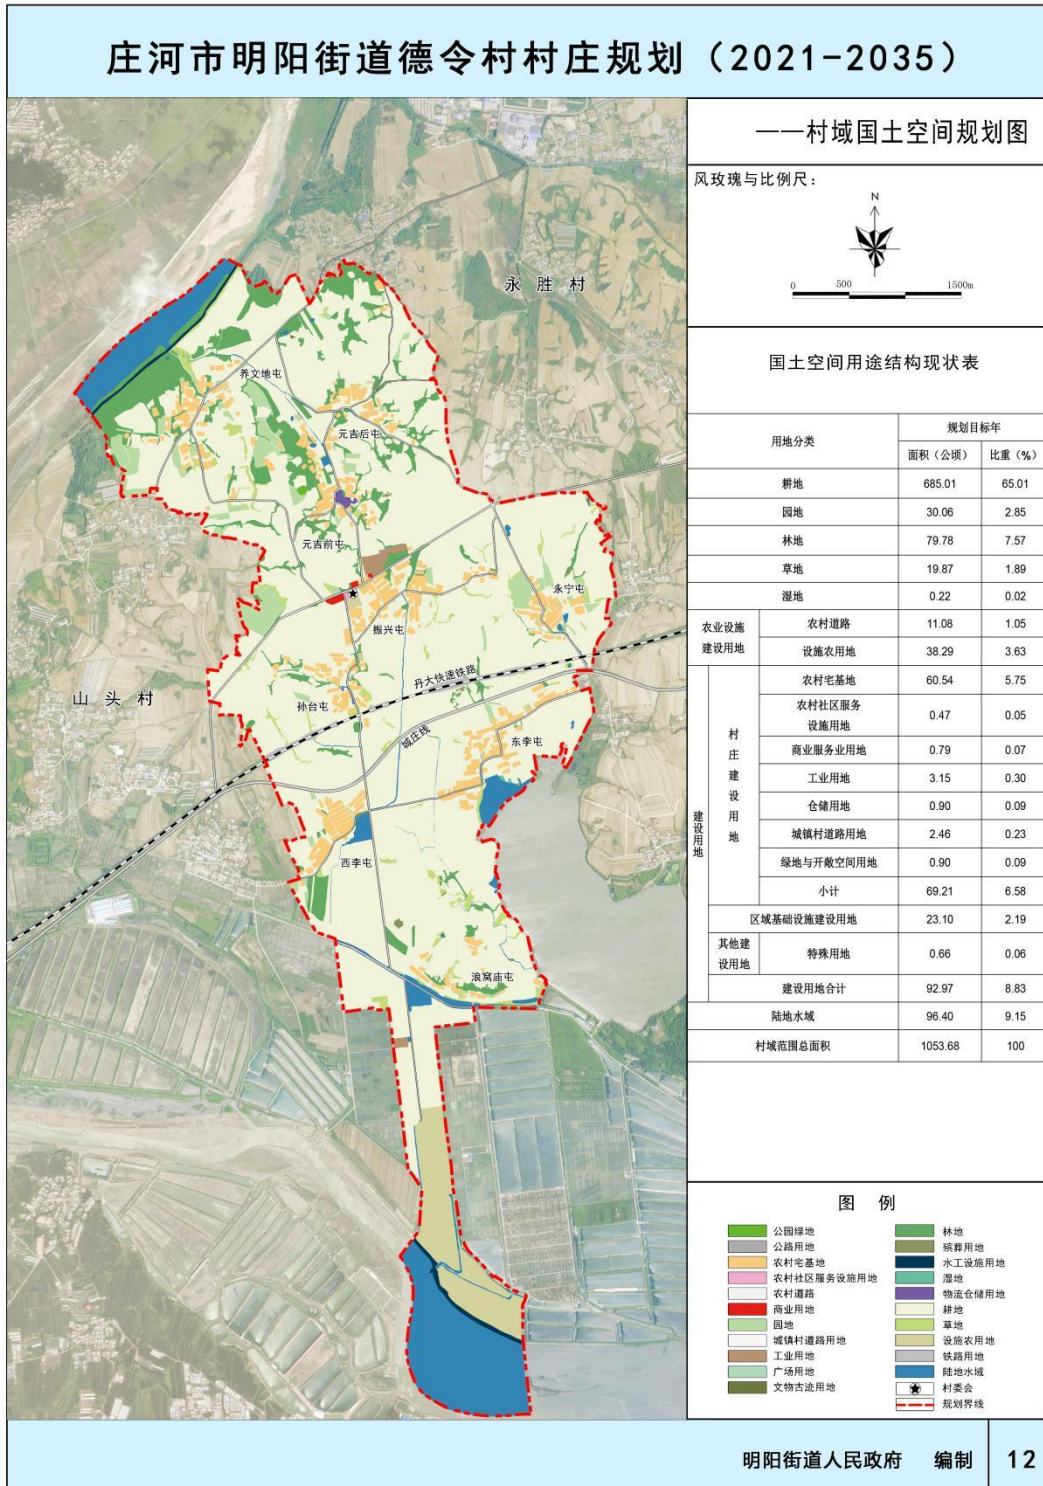 庄河市明阳街道德令村村庄规划（2021-2035）
——村域国土空间规划图
风玫瑰与比例尺：
N
0 500 1500m
国土空间用途结构现状表
用地分类 规划目标年
面积（公顷） 比重（%）
耕地 685.01 65.01
园地 30.06 2.85
林地 79.78 7.57
草地 19.87 1.89
湿地 0.22 0.02
农业设施建设用地 农村道路 11.08 1.05
设施农用地 38.29 3.63
建设用地 村庄建设用地 农村宅基地 60.54 5.75
农村社区服务设施用地 0.47 0.05
商业服务业用地 0.79 0.07
工业用地 3.15 0.30
仓储用地 0.90 0.09
城镇村道路用地 2.46 0.23
绿地与开敞空间用地 0.90 0.09
小计 69.21 6.58
区域基础设施建设用地 23.10 2.19
其他建设用地 特殊用地 0.66 0.06
建设用地合计 92.97 8.83
陆地水域 96.40 9.15
村域范围总面积 1053.68 100
永胜村
养文地屯
元吉后屯
元吉前屯
永宁屯
振兴屯
丹大快速铁路
山头村
孙台屯
城庄线
东李屯
西李屯
浪窝庙屯
图 例
公园绿地
公路用地
农村宅基地
农村社区服务设施用地
农村道路
商业用地
园地
城镇村道路用地
工业用地
广场用地
文物古迹用地
林地
殡葬用地
水工设施用地
湿地
物流仓储用地
耕地
草地
设施农用地
铁路用地
陆地水域
村委会
规划界线
明阳街道人民政府 编制 12